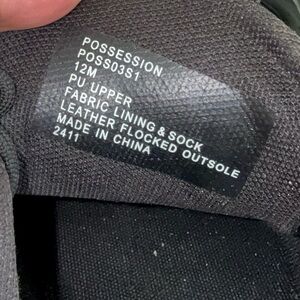 POSSESSION
POSS03S1
12M
PU UPPER
FABRIC LINING & SOCK
LEATHER FLOCKED OUTSOLE
MADE IN CHINA
2411